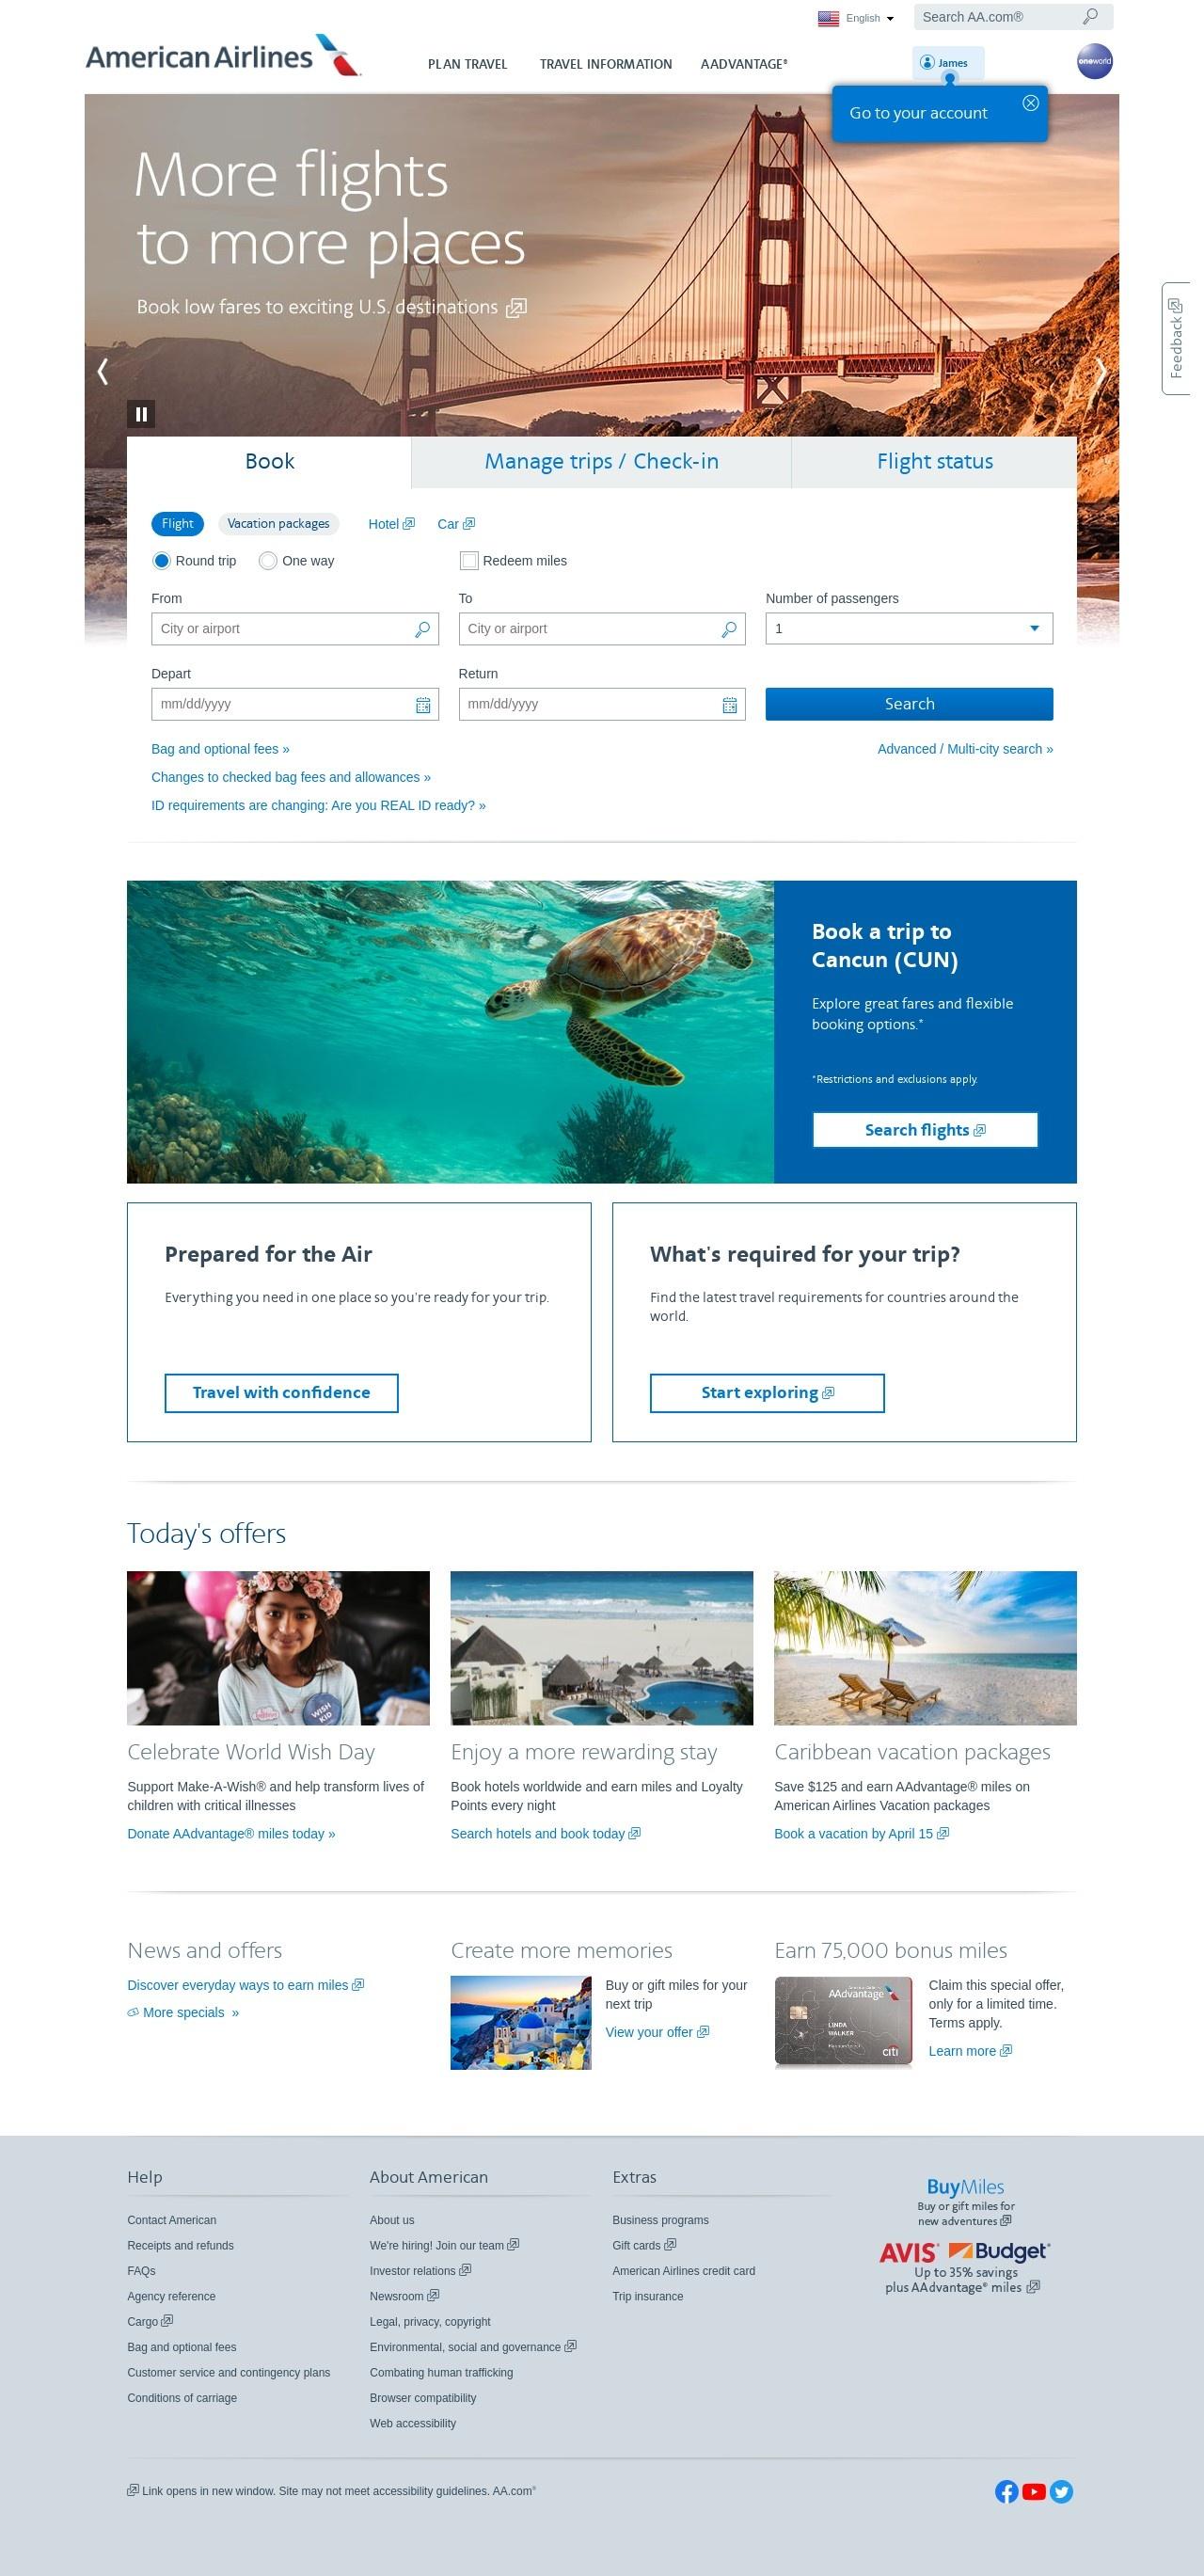 English
Search AA.com®
American Airlines
PLAN TRAVEL
TRAVEL INFORMATION
AADVANTAGE®
James
oneworld
Go to your account
More flights
to more places
Book low fares to exciting U.S. destinations
Feedback
Book
Manage trips / Check-in
Flight status
Flight
Vacation packages
Hotel
Car
Round trip
One way
Redeem miles
From
To
Number of passengers
City or airport
City or airport
1
Depart
Return
mm/dd/yyyy
mm/dd/yyyy
Search
Bag and optional fees »
Advanced / Multi-city search »
Changes to checked bag fees and allowances »
ID requirements are changing: Are you REAL ID ready? »
Book a trip to
Cancun (CUN)
Explore great fares and flexible
booking options.*
*Restrictions and exclusions apply.
Search flights
Prepared for the Air
Everything you need in one place so you're ready for your trip.
Travel with confidence
What's required for your trip?
Find the latest travel requirements for countries around the
world.
Start exploring
Today's offers
WISH
KID
Celebrate World Wish Day
Support Make-A-Wish® and help transform lives of
children with critical illnesses
Donate AAdvantage® miles today »
Enjoy a more rewarding stay
Book hotels worldwide and earn miles and Loyalty
Points every night
Search hotels and book today
Caribbean vacation packages
Save $125 and earn AAdvantage® miles on
American Airlines Vacation packages
Book a vacation by April 15
News and offers
Discover everyday ways to earn miles
More specials »
Create more memories
Buy or gift miles for your
next trip
View your offer
Earn 75,000 bonus miles
AAdvantage
LINDA
WALKER
citi
Claim this special offer,
only for a limited time.
Terms apply.
Learn more
Help
Contact American
Receipts and refunds
FAQs
Agency reference
Cargo
Bag and optional fees
Customer service and contingency plans
Conditions of carriage
About American
About us
We're hiring! Join our team
Investor relations
Newsroom
Legal, privacy, copyright
Environmental, social and governance
Combating human trafficking
Browser compatibility
Web accessibility
Extras
Business programs
Gift cards
American Airlines credit card
Trip insurance
BuyMiles
Buy or gift miles for
new adventures
AVIS® Budget®
Up to 35% savings
plus AAdvantage® miles
Link opens in new window. Site may not meet accessibility guidelines. AA.com®